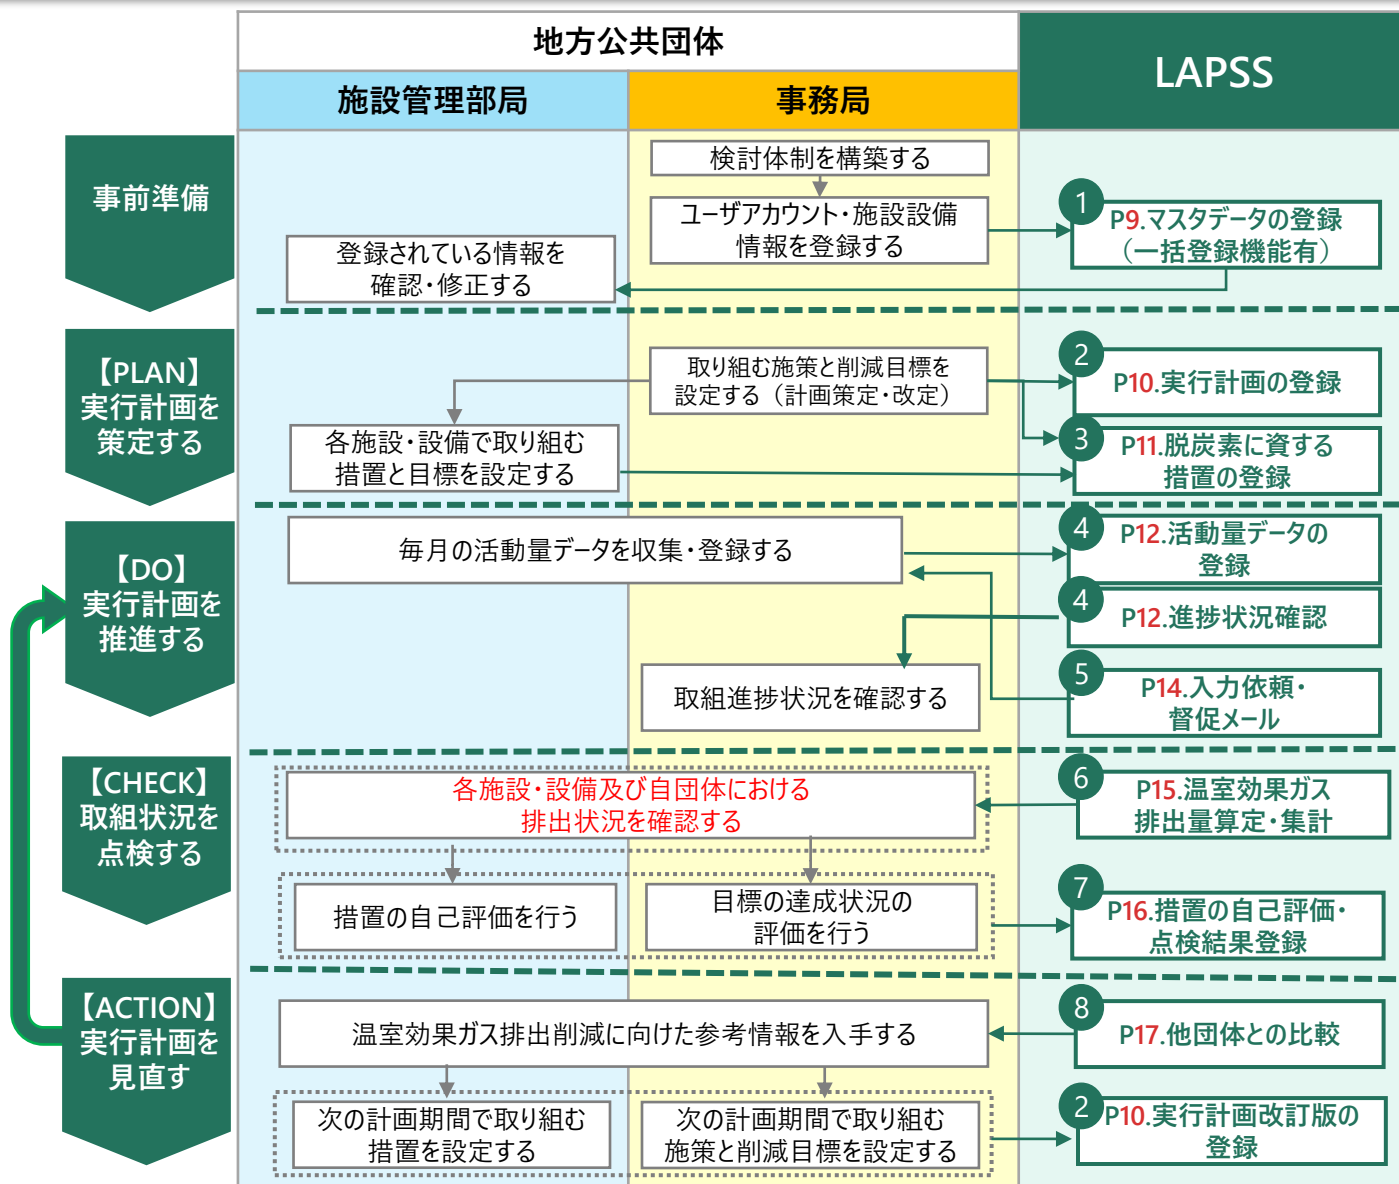 地方公共団体
LAPSS
施設管理部局
事務局
事前準備
検討体制を構築する
ユーザアカウント・施設設備
情報を登録する
登録されている情報を
確認・修正する
1
P9.マスタデータの登録
（一括登録機能有）
【PLAN】
実行計画を
策定する
取り組む施策と削減目標を
設定する（計画策定・改定）
各施設・設備で取り組む
措置と目標を設定する
2
P10.実行計画の登録
3
P11.脱炭素に資する
措置の登録
【DO】
実行計画を
推進する
毎月の活動量データを収集・登録する
取組進捗状況を確認する
4
P12.活動量データの
登録
4
P12.進捗状況確認
5
P14.入力依頼・
督促メール
【CHECK】
取組状況を
点検する
各施設・設備及び自団体における
排出状況を確認する
措置の自己評価を行う
目標の達成状況の
評価を行う
6
P15.温室効果ガス
排出量算定・集計
7
P16.措置の自己評価・
点検結果登録
【ACTION】
実行計画を
見直す
温室効果ガス排出削減に向けた参考情報を入手する
次の計画期間で取り組む
措置を設定する
次の計画期間で取り組む
施策と削減目標を設定する
8
P17.他団体との比較
2
P10.実行計画改訂版の
登録